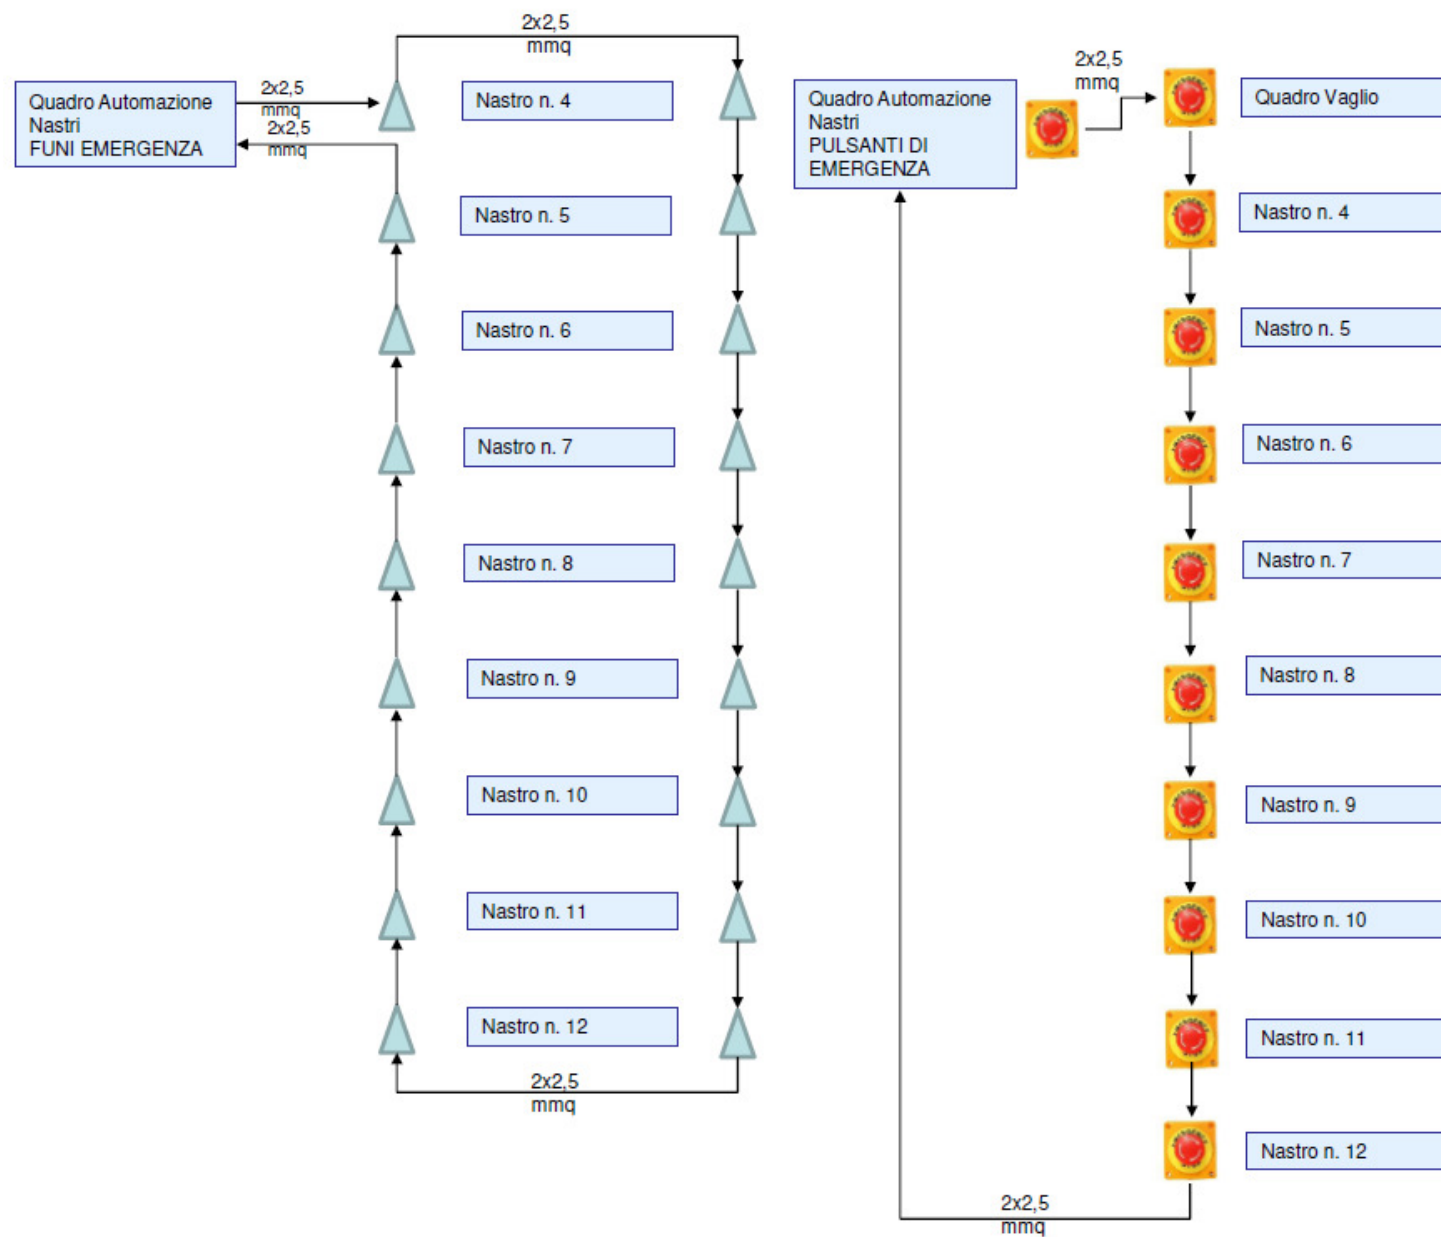 2x2,5
mmq
Quadro Automazione
Nastri
FUNI EMERGENZA
2x2,5
mmq
2x2,5
mmq
Nastro n. 4
Nastro n. 5
Nastro n. 6
Nastro n. 7
Nastro n. 8
Nastro n. 9
Nastro n. 10
Nastro n. 11
Nastro n. 12
2x2,5
mmq
Quadro Automazione
Nastri
PULSANTI DI
EMERGENZA
2x2,5
mmq
Quadro Vaglio
Nastro n. 4
Nastro n. 5
Nastro n. 6
Nastro n. 7
Nastro n. 8
Nastro n. 9
Nastro n. 10
Nastro n. 11
Nastro n. 12
2x2,5
mmq